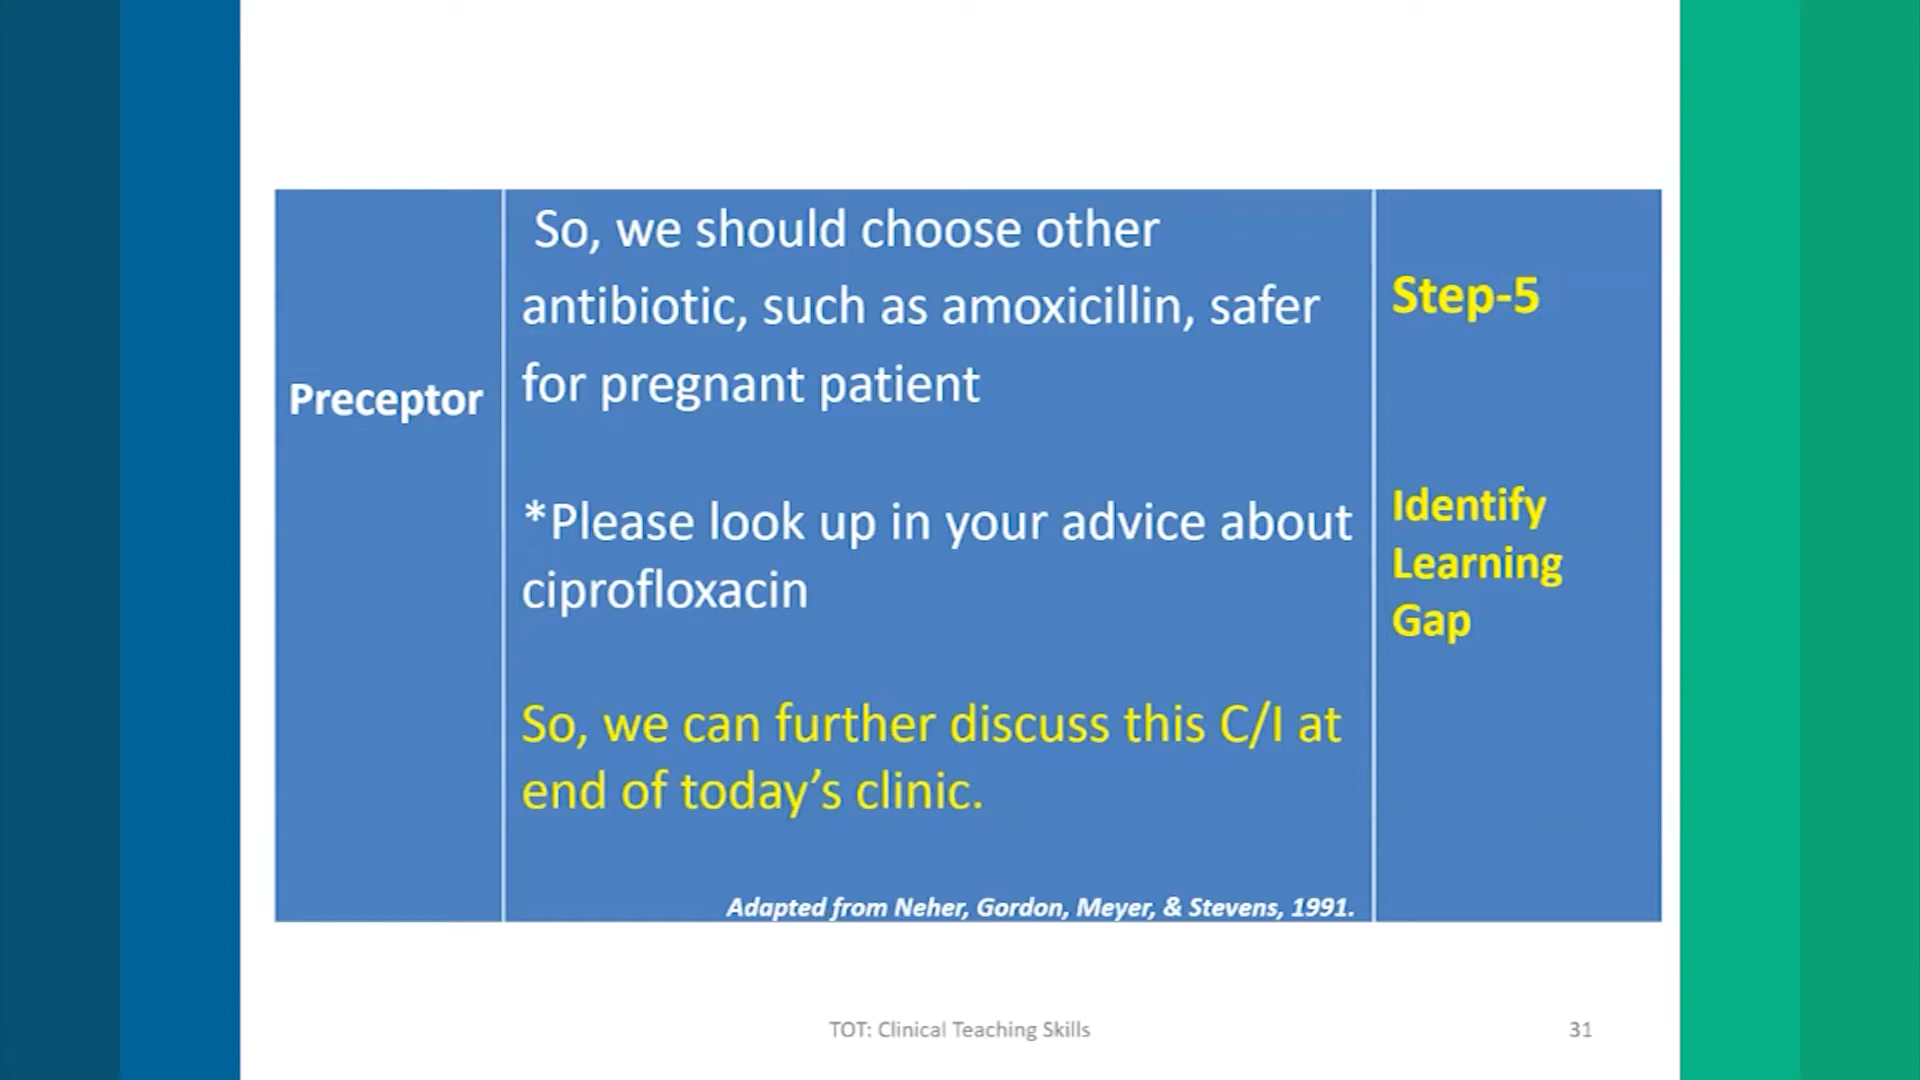 So, we should choose other
antibiotic, such as amoxicillin, safer
for pregnant patient
Step-5
Preceptor
*Please look up in your advice about
ciprofloxacin
Identify
Learning
Gap
So, we can further discuss this C/I at
end of today’s clinic.
Adapted from Neher, Gordon, Meyer, & Stevens, 1991.
TOT: Clinical Teaching Skills
31